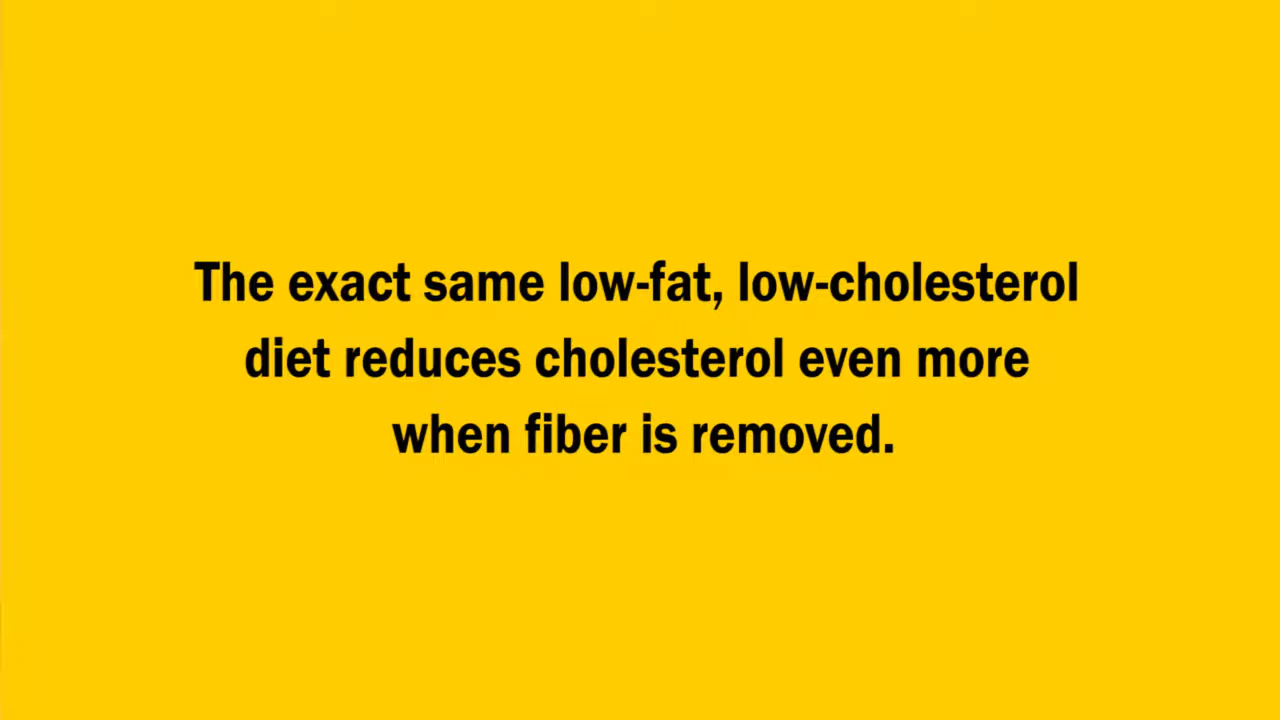 The exact same low-fat, low-cholesterol
diet reduces cholesterol even more
when fiber is removed.